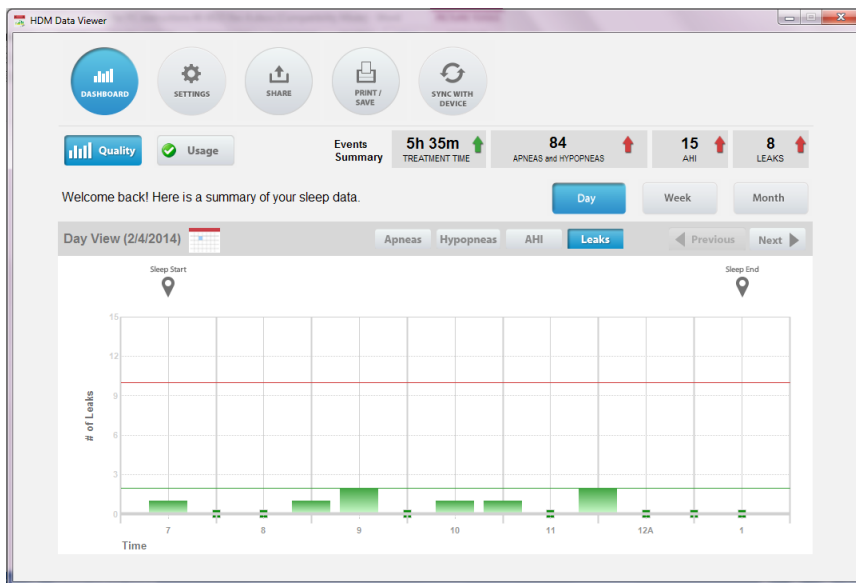 HDM Data Viewer
DASHBOARD
SETTINGS
SHARE
PRINT /
SAVE
SYNC WITH
DEVICE
Quality
Usage
Events
Summary
5h 35m
TREATMENT TIME
84
APNEAS and HYPOPNEAS
15
AHI
8
LEAKS
Welcome back! Here is a summary of your sleep data.
Day
Week
Month
Day View (2/4/2014)
Apneas
Hypopneas
AHI
Leaks
Previous
Next
Sleep Start
Sleep End
15
12
9
6
3
0
# of Leaks
7
8
9
10
11
12A
1
Time